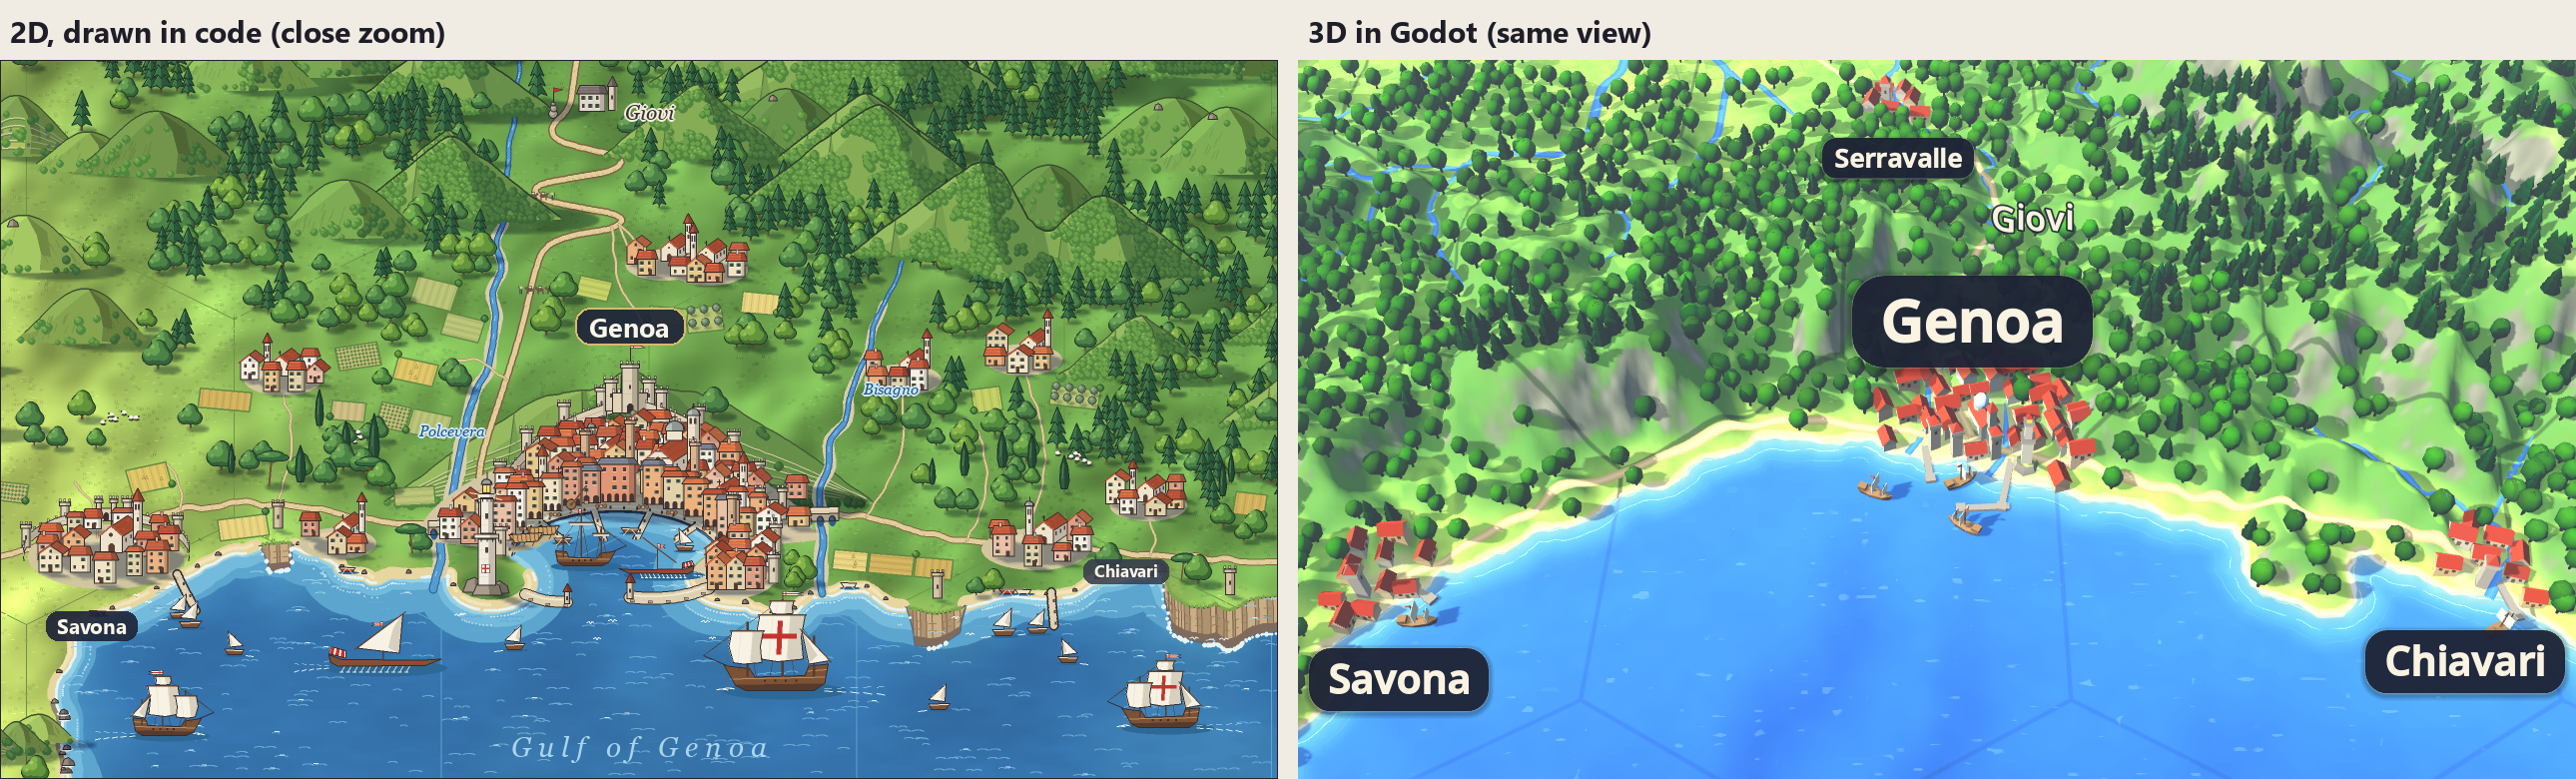 2D, drawn in code (close zoom)
Giovi
Genoa
Bisagno
Polcevera
Chiavari
Savona
Gulf of Genoa
3D in Godot (same view)
Serravalle
Giovi
Genoa
Savona
Chiavari